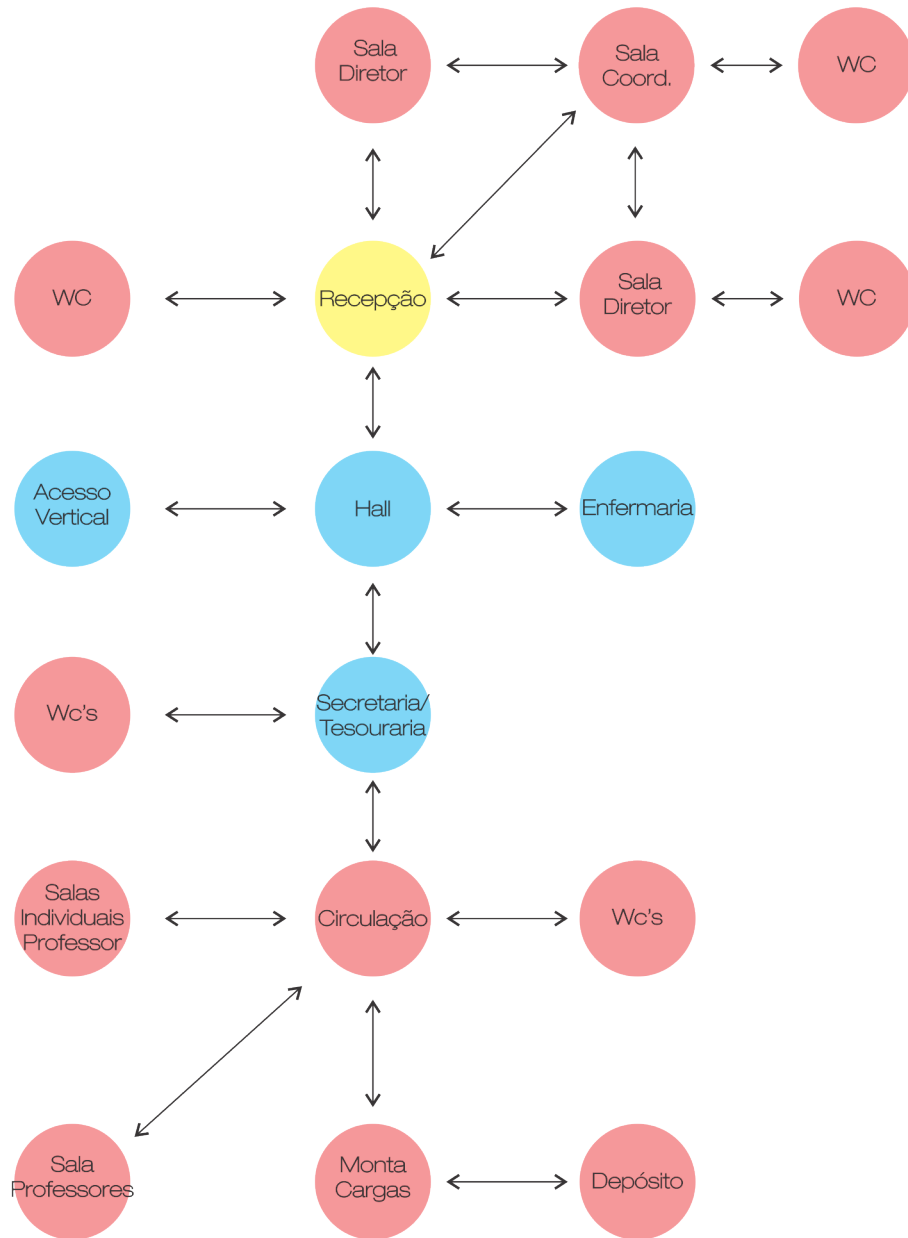 Sala
Diretor
Sala
Coord.
WC
WC
Recepção
Sala
Diretor
WC
Acesso
Vertical
Hall
Enfermaria
Wc's
Secretaria/
Tesouraria
Salas
Individuais
Professor
Circulação
Wc's
Sala
Professores
Monta
Cargas
Depósito